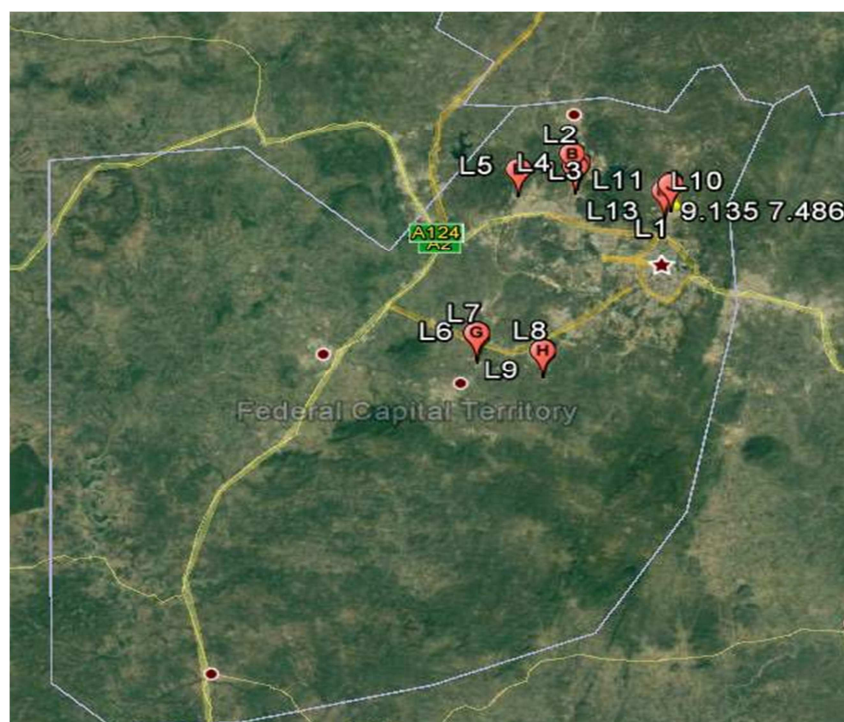 L2
B
L5
L4
L3
L11
L10
L13
9.135 7.486
L1
A124
A2
L7
G
L6
L8
H
L9
Federal Capital Territory